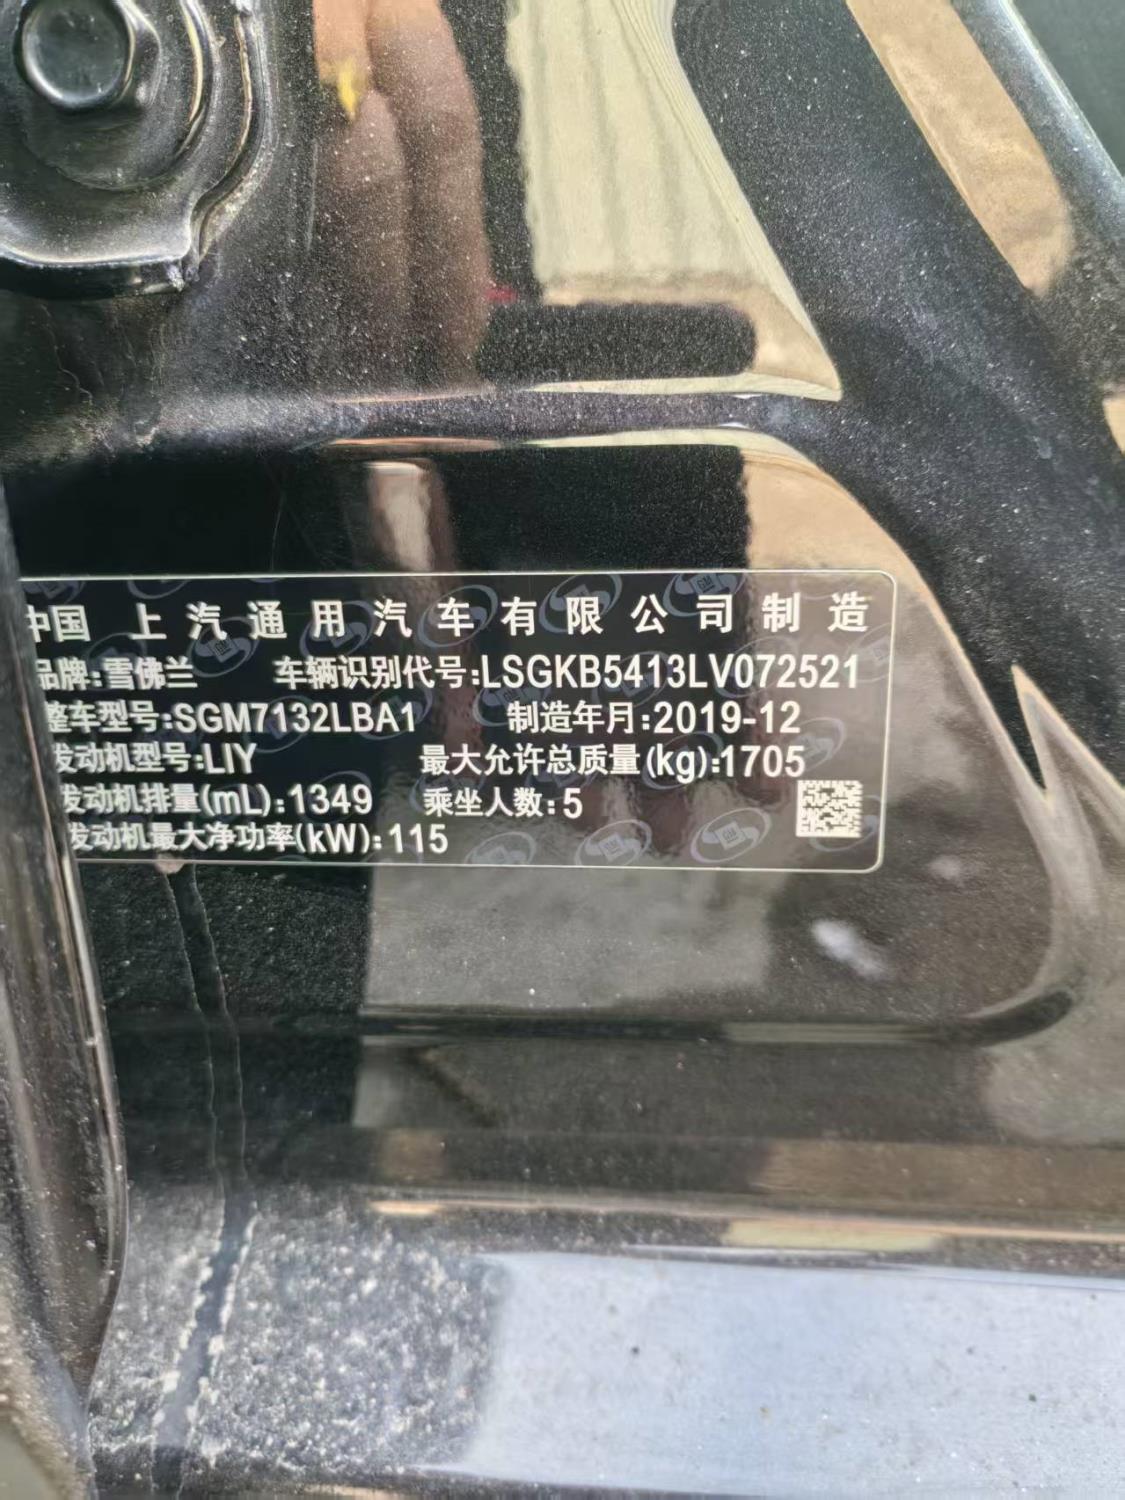 中国 上汽通用汽车有限公司制造
品牌:雪佛兰 车辆识别代号:LSGKB5413LV072521
整车型号:SGM7132LBA1 制造年月:2019-12
发动机型号:LIY 最大允许总质量(kg):1705
发动机排量(mL):1349 乘坐人数:5
发动机最大净功率(kW):115